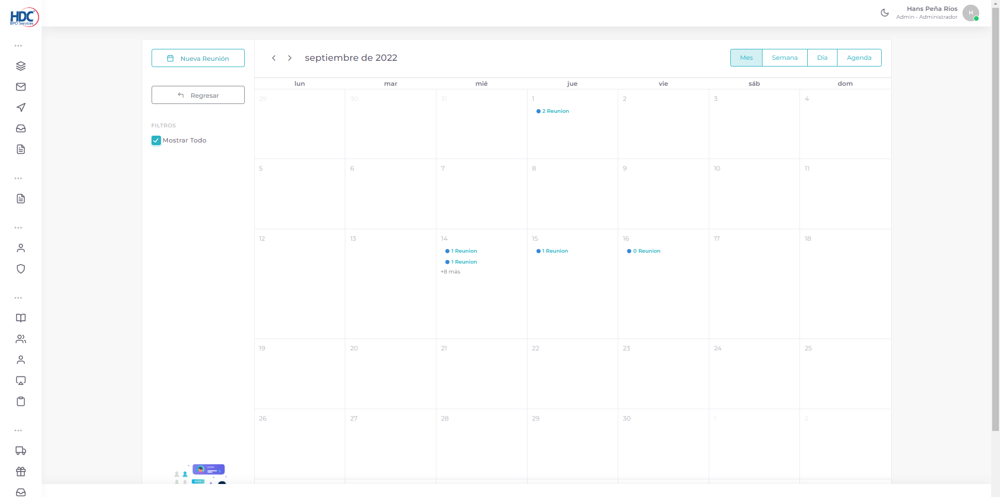 HDC
BPO Services
Hans Peña Rios
Admin - Administrador
H
Nueva Reunión
Regresar
FILTROS
Mostrar Todo
septiembre de 2022
Mes Semana Día Agenda
lun mar mié jue vie sáb dom
29 30 31 1 2 3 4
2 Reunion
5 6 7 8 9 10 11
12 13 14 15 16 17 18
1 Reunion 1 Reunion 0 Reunion
1 Reunion
+8 más
19 20 21 22 23 24 25
26 27 28 29 30 1 2